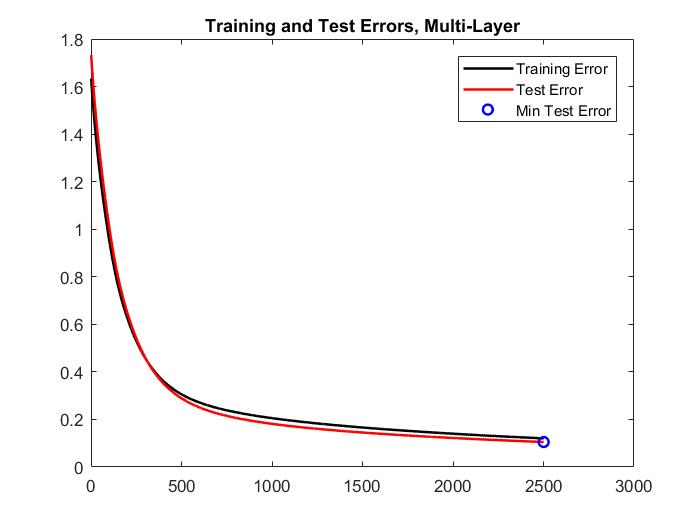 Training and Test Errors, Multi-Layer
1.8
1.6
1.4
1.2
1
0.8
0.6
0.4
0.2
0
Training Error
Test Error
Min Test Error
0 500 1000 1500 2000 2500 3000